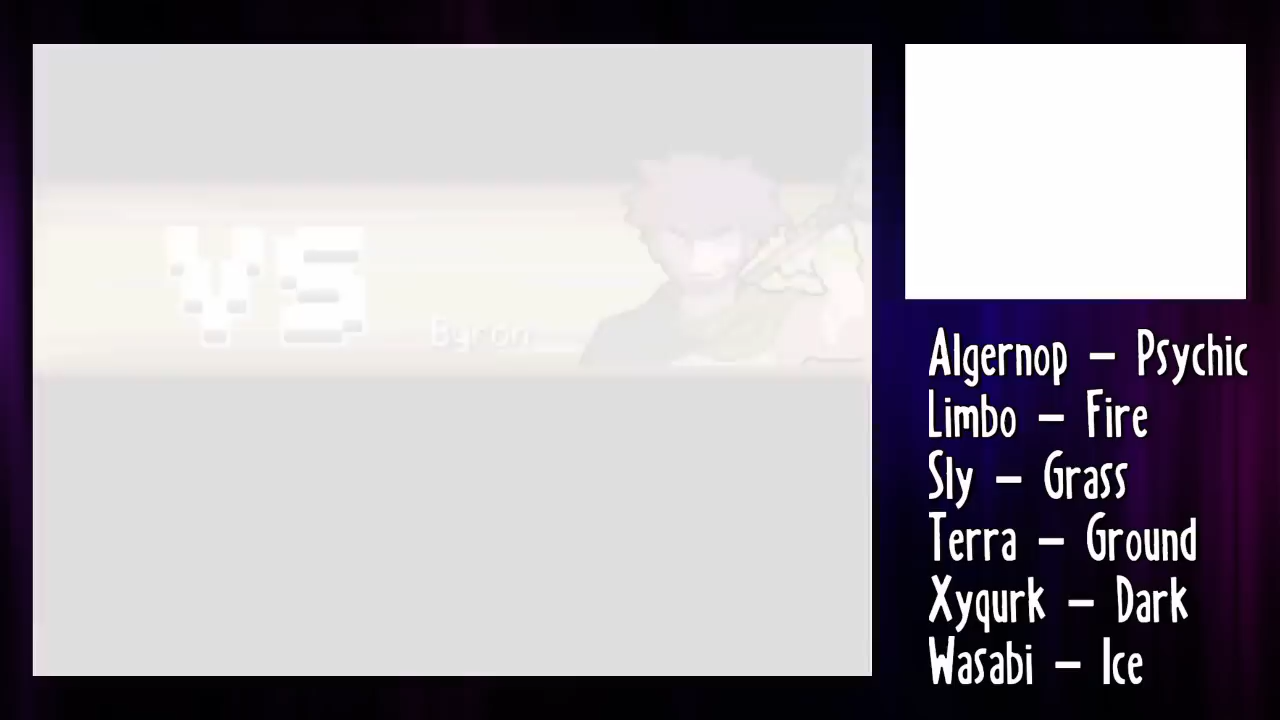 VS
Byron
Algernop – Psychic
Limbo – Fire
Sly – Grass
Terra – Ground
Xyqurk – Dark
Wasabi – Ice